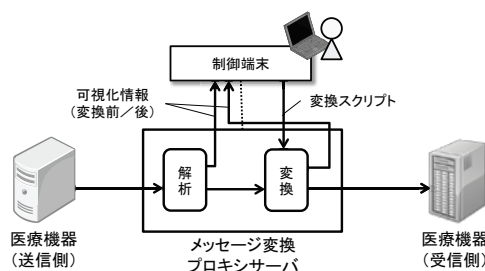 制御端末
可視化情報
（変換前／後）
変換スクリプト
解析
変換
医療機器
（送信側）
メッセージ変換
プロキシサーバ
医療機器
（受信側）